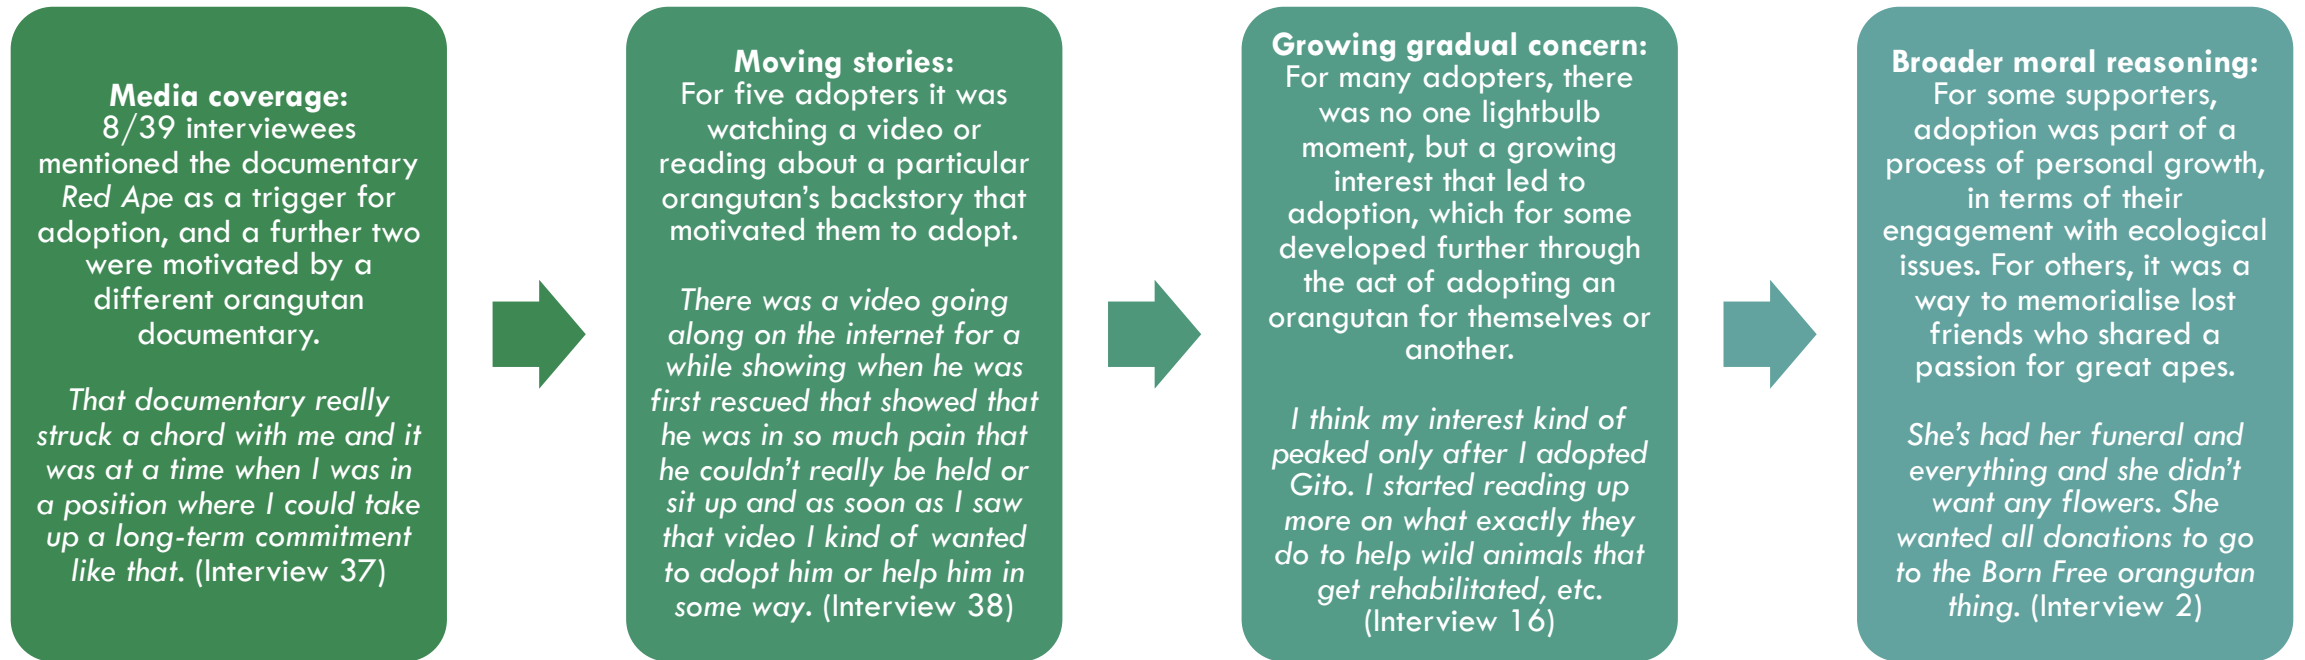 Media coverage:
8/39 interviewees
mentioned the documentary
Red Ape as a trigger for
adoption, and a further two
were motivated by a
different orangutan
documentary.
That documentary really
struck a chord with me and it
was at a time when I was in
a position where I could take
up a long-term commitment
like that. (Interview 37)
Moving stories:
For five adopters it was
watching a video or
reading about a particular
orangutan’s backstory that
motivated them to adopt.
There was a video going
along on the internet for a
while showing when he was
first rescued that showed that
he was in so much pain that
he couldn’t really be held or
sit up and as soon as I saw
that video I kind of wanted
to adopt him or help him in
some way. (Interview 38)
Growing gradual concern:
For many adopters, there
was no one lightbulb
moment, but a growing
interest that led to
adoption, which for some
developed further through
the act of adopting an
orangutan for themselves or
another.
I think my interest kind of
peaked only after I adopted
Gito. I started reading up
more on what exactly they
do to help wild animals that
get rehabilitated, etc.
(Interview 16)
Broader moral reasoning:
For some supporters,
adoption was part of a
process of personal growth,
in terms of their
engagement with ecological
issues. For others, it was a
way to memorialise lost
friends who shared a
passion for great apes.
She’s had her funeral and
everything and she didn’t
want any flowers. She
wanted all donations to go
to the Born Free orangutan
thing. (Interview 2)